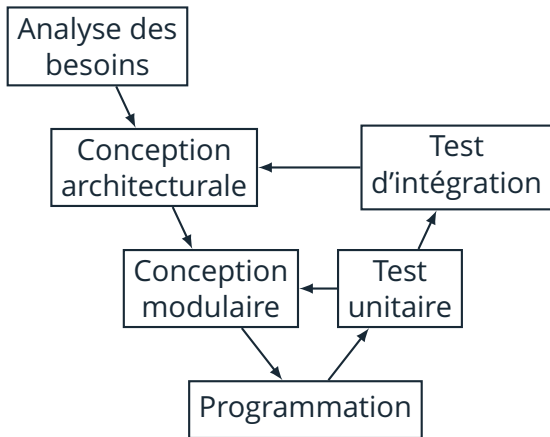 Analyse des
besoins
Conception
architecturale
Test
d'intégration
Conception
modulaire
Test
unitaire
Programmation